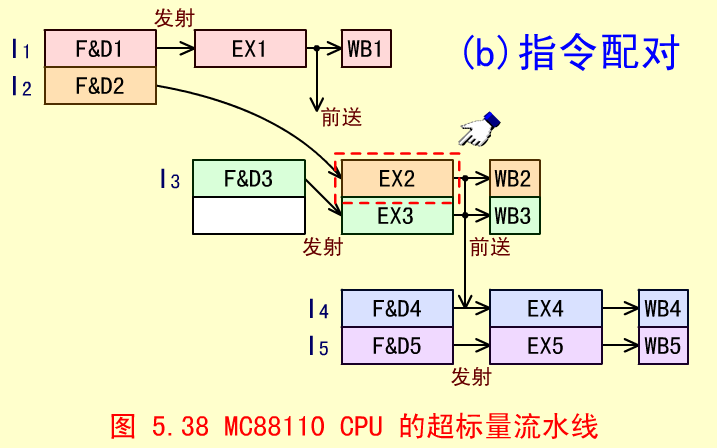 发射
I1 F&D1 EX1 WB1
(b)指令配对
I2 F&D2
前送
I3 F&D3 EX2 WB2
EX3 WB3
发射 前送
I4 F&D4 EX4 WB4
I5 F&D5 EX5 WB5
发射
图 5.38 MC88110 CPU 的超标量流水线